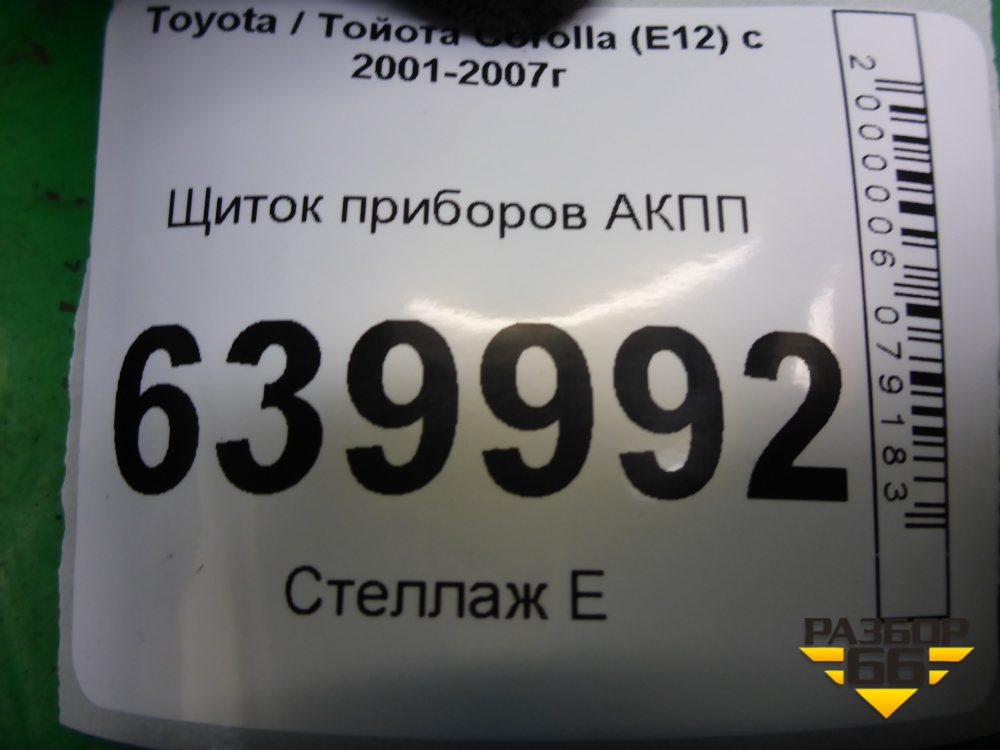 Toyota / Тойота Corolla (E12) с
2001-2007г
Щиток приборов АКПП
639992
Стеллаж Е
2000006079183
РАЗБОР
66